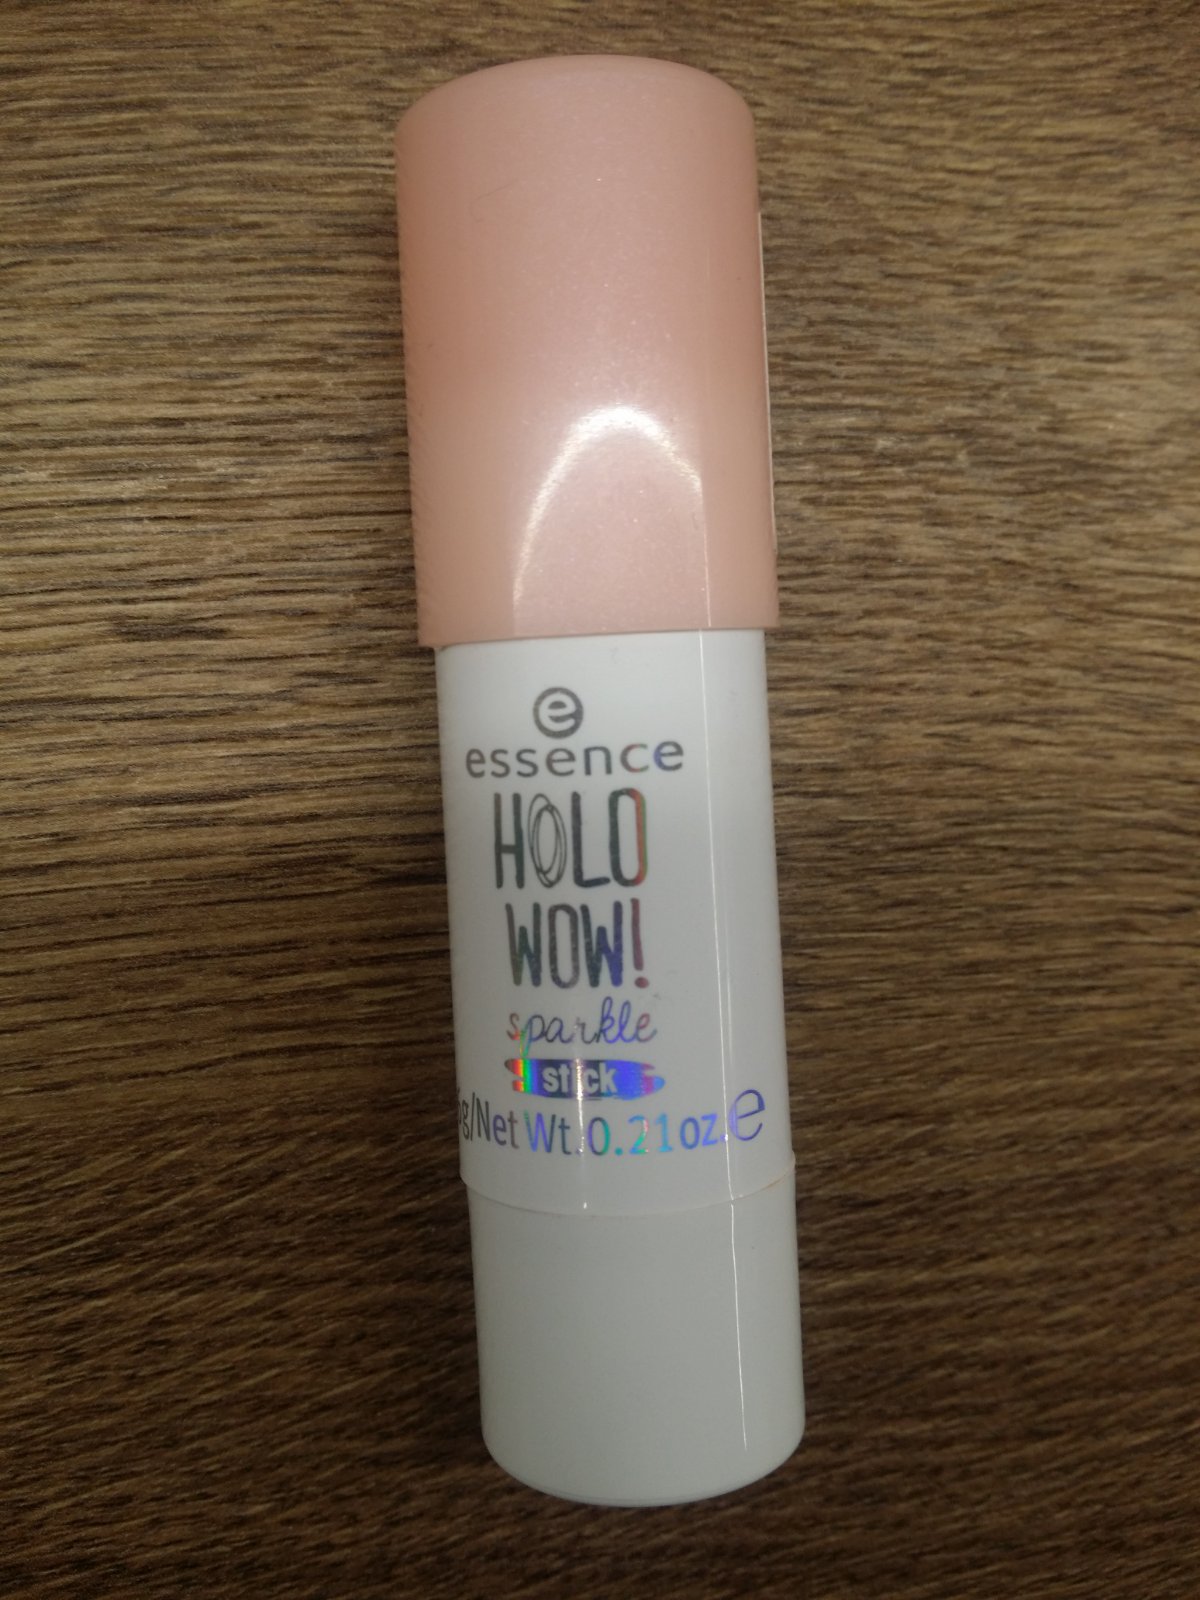 e
essence
HOLO
WOW!
sparkle
stick
g/Net Wt. 0.21oz. e